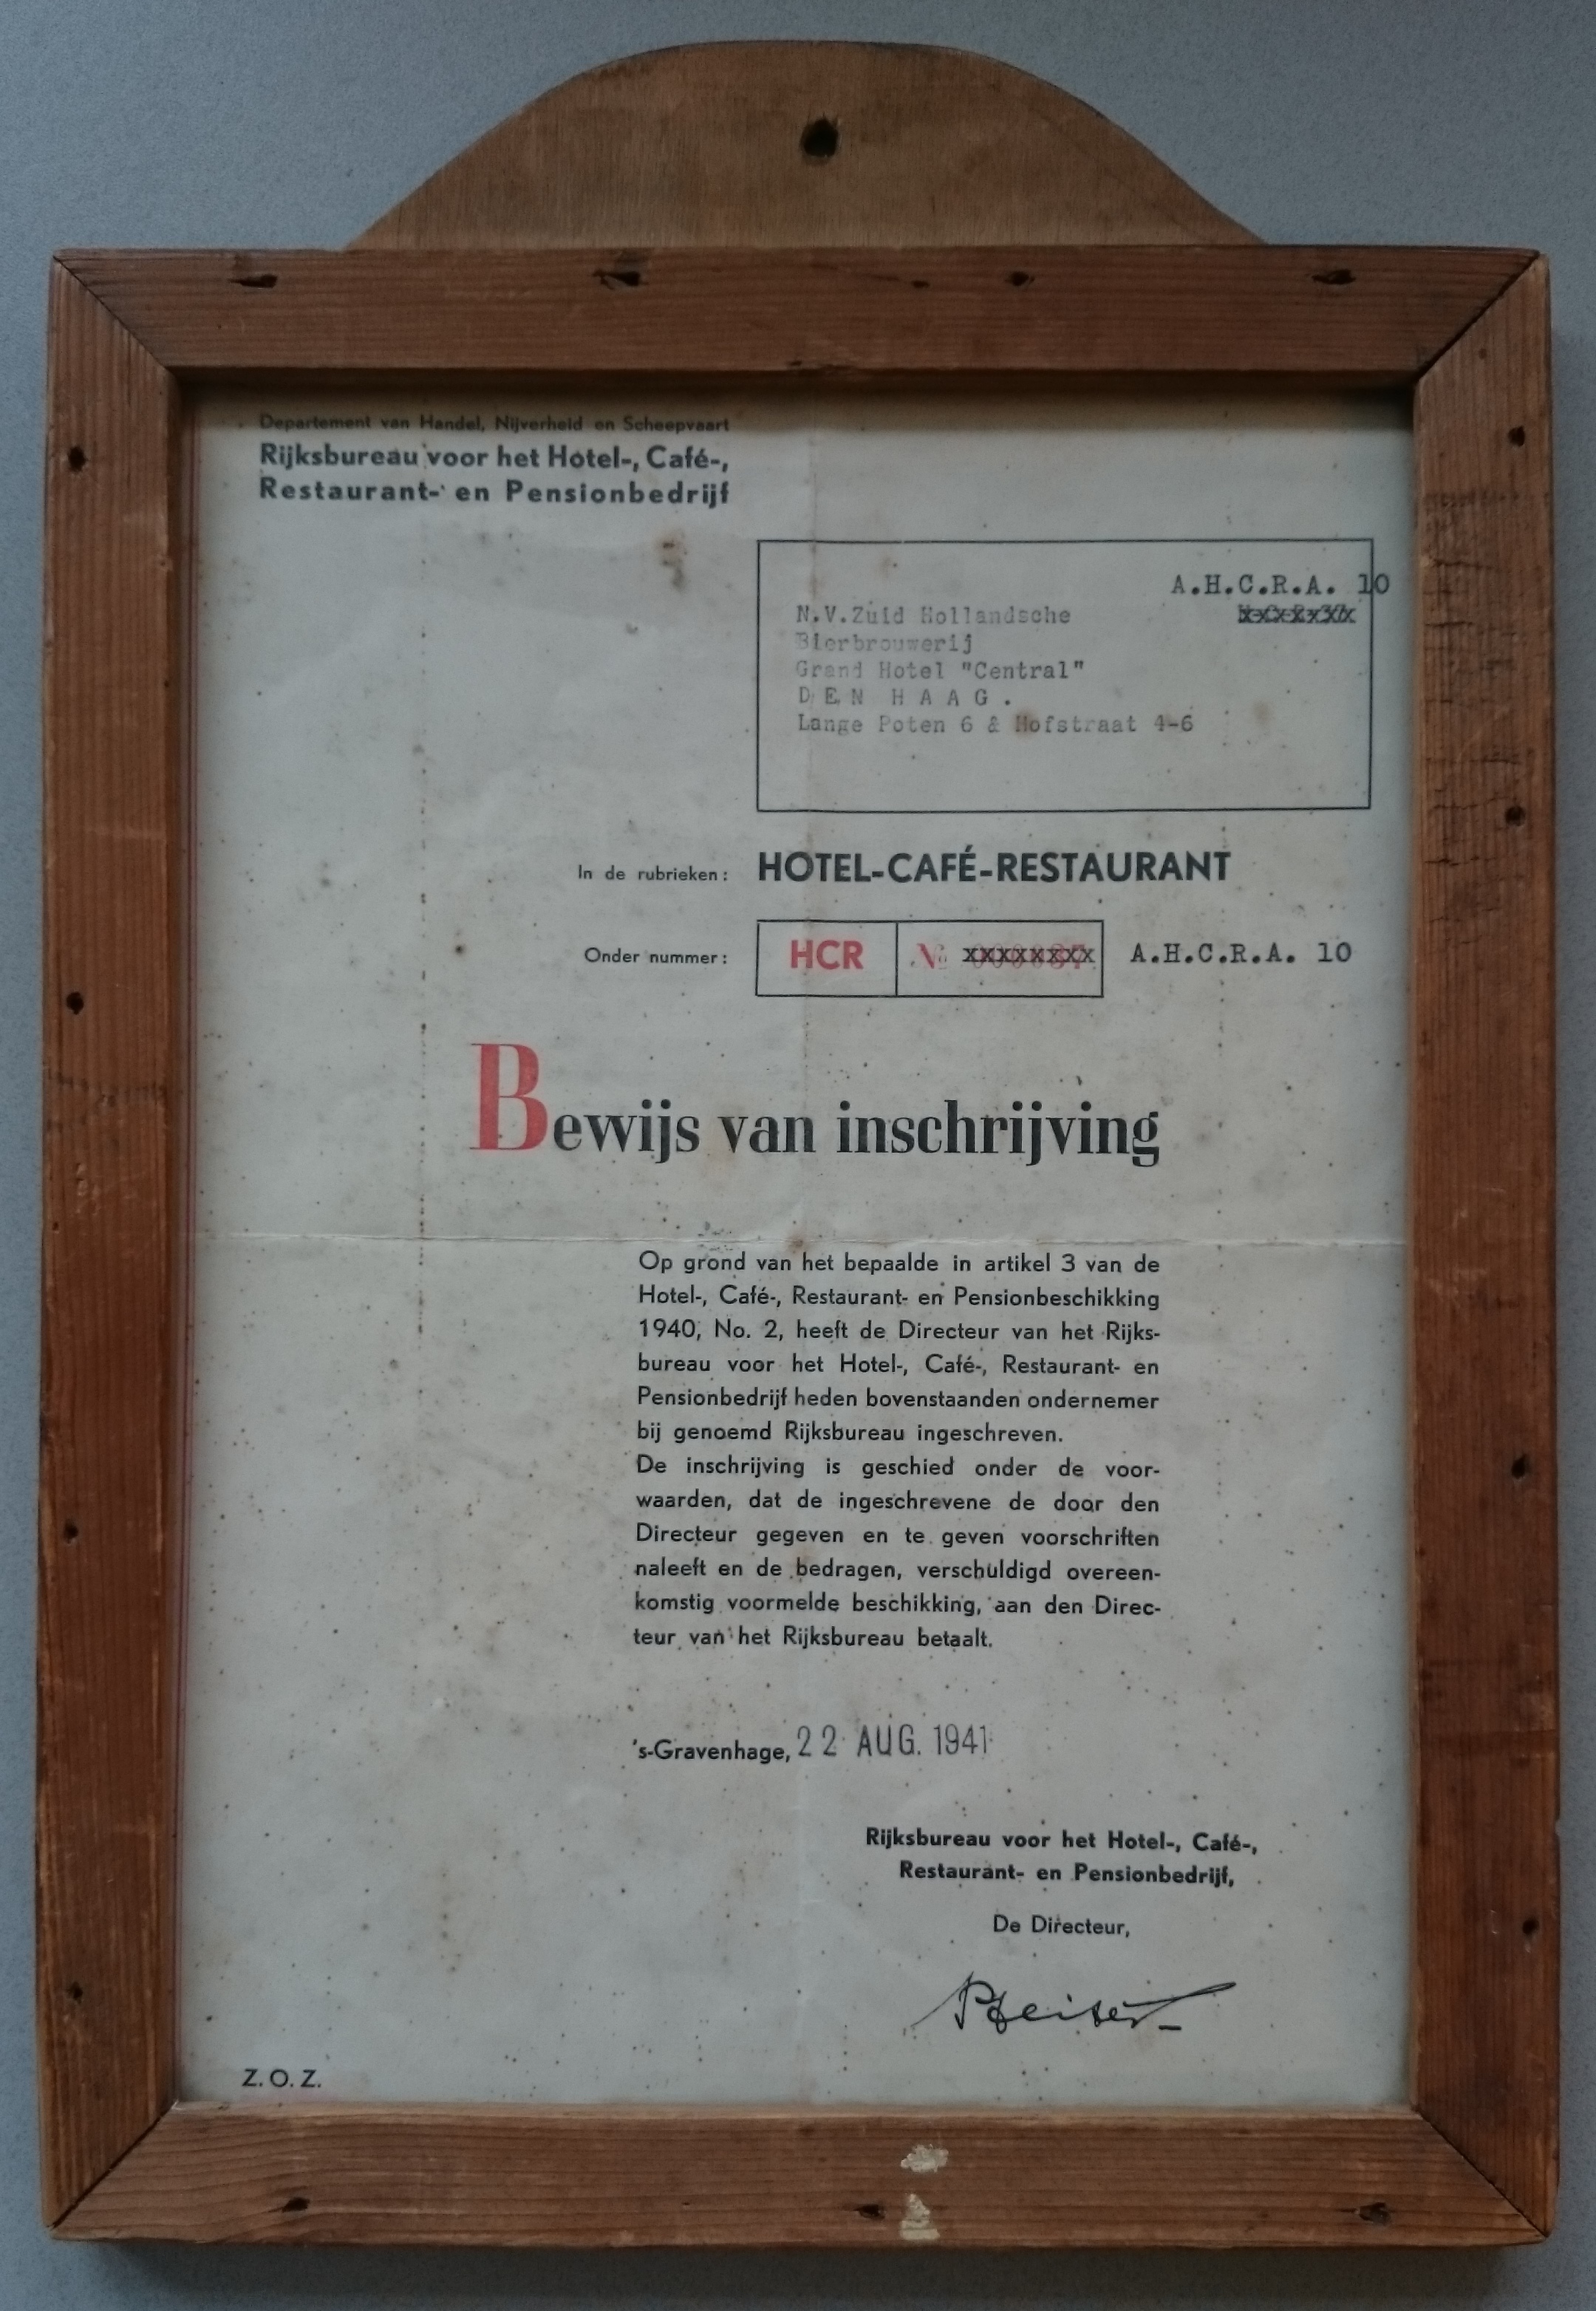 Departement van Handel, Nijverheid en Scheepvaart
Rijksbureau voor het Hotel-, Café-,
Restaurant- en Pensionbedrijf
A.H.C.R.A. 10
N.V.Zuid Hollandsche
Bierbrouwerij
Grand Hotel "Central"
DEN HAAG.
Lange Poten 6 & Hofstraat 4-6
In de rubrieken: HOTEL-CAFÉ-RESTAURANT
Onder nummer: HCR No A.H.C.R.A. 10
Bewijs van inschrijving
Op grond van het bepaalde in artikel 3 van de
Hotel-, Café-, Restaurant- en Pensionbeschikking
1940, No. 2, heeft de Directeur van het Rijks-
bureau voor het Hotel-, Café-, Restaurant- en
Pensionbedrijf heden bovenstaanden ondernemer
bij genoemd Rijksbureau ingeschreven.
De inschrijving is geschied onder de voor-
waarden, dat de ingeschrevene de door den
Directeur gegeven en te geven voorschriften
naleeft en de bedragen, verschuldigd overeen-
komstig voormelde beschikking, aan den Direc-
teur van het Rijksbureau betaalt.
's-Gravenhage, 22 AUG. 1941
Rijksbureau voor het Hotel-, Café-,
Restaurant- en Pensionbedrijf,
De Directeur,
Z.O.Z.